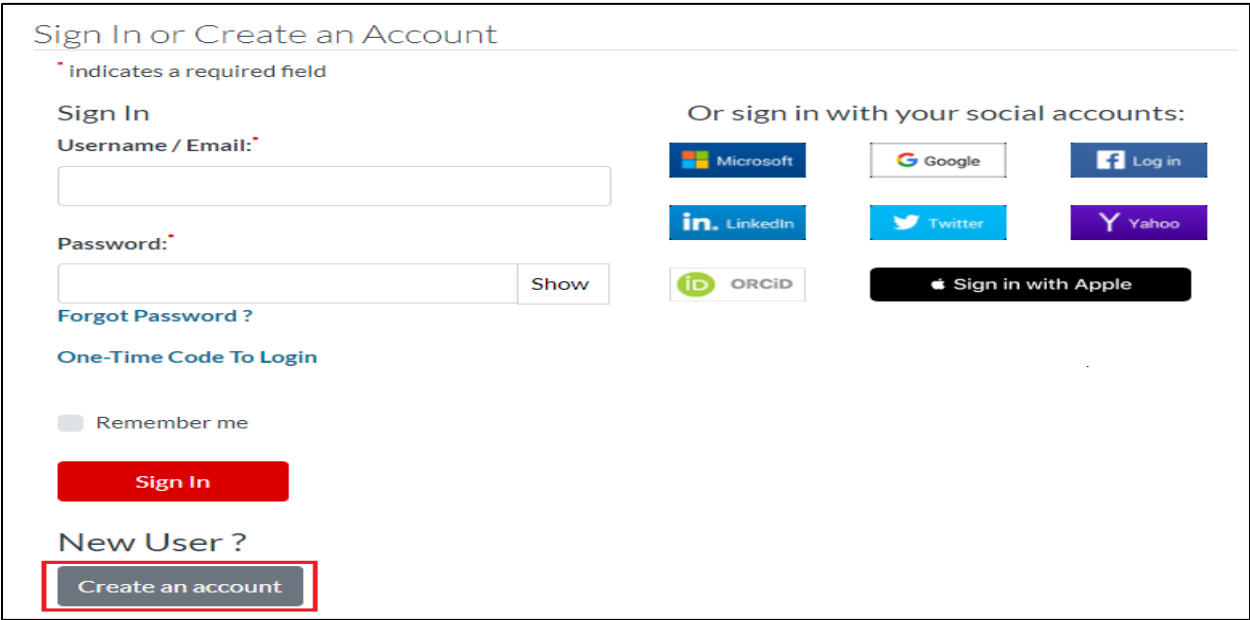 Sign In or Create an Account
* indicates a required field
Sign In
Username / Email:*
Password:*
Show
Forgot Password ?
One-Time Code To Login
Remember me
Sign In
New User ?
Create an account
Or sign in with your social accounts:
Microsoft
Google
f Log in
in. LinkedIn
Twitter
Y Yahoo
iD ORCiD
Sign in with Apple